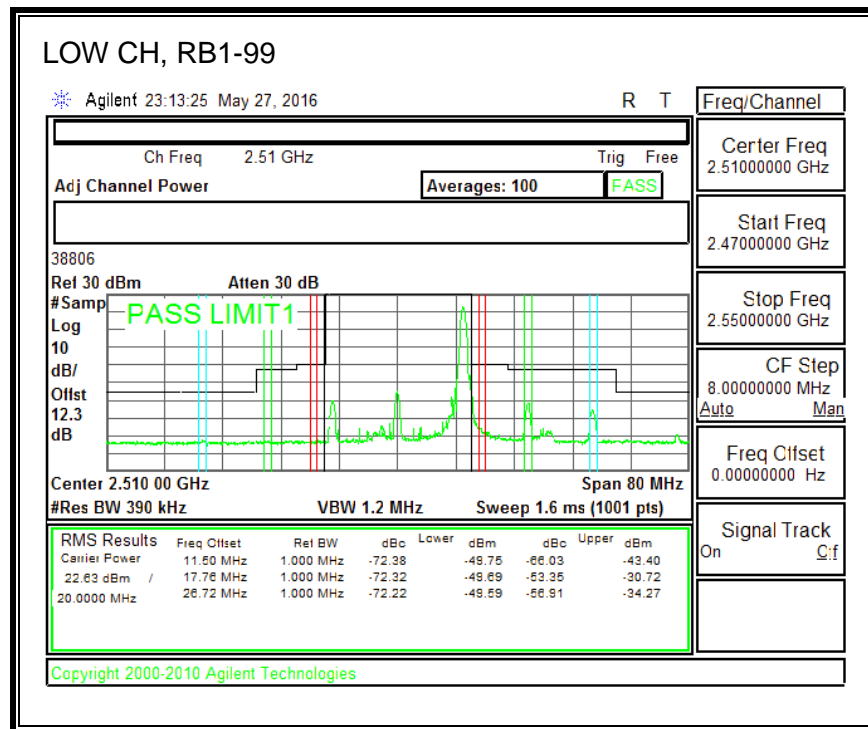 LOW CH, RB1-99
Agilent 23:13:25 May 27, 2016 R T
Freq/Channel
Ch Freq 2.51 GHz Trig Free
Adj Channel Power Averages: 100 PASS
38806
Ref 30 dBm Atten 30 dB
#Samp
Log
10
dB/
Offst
12.3
dB
PASS LIMIT1
Center 2.510 00 GHz Span 80 MHz
#Res BW 390 kHz VBW 1.2 MHz Sweep 1.6 ms (1001 pts)
RMS Results Freq Offset Ref BW dBc Lower dBm dBc Upper dBm
Carrier Power 11.50 MHz 1.000 MHz -72.38 -49.75 -66.03 -43.40
22.63 dBm / 17.76 MHz 1.000 MHz -72.32 -49.69 -53.35 -30.72
20.0000 MHz 26.72 MHz 1.000 MHz -72.22 -49.59 -56.91 -34.27
Copyright 2000-2010 Agilent Technologies
Center Freq
2.51000000 GHz
Start Freq
2.47000000 GHz
Stop Freq
2.55000000 GHz
CF Step
8.00000000 MHz
Auto Man
Freq Offset
0.00000000 Hz
Signal Track
On Off